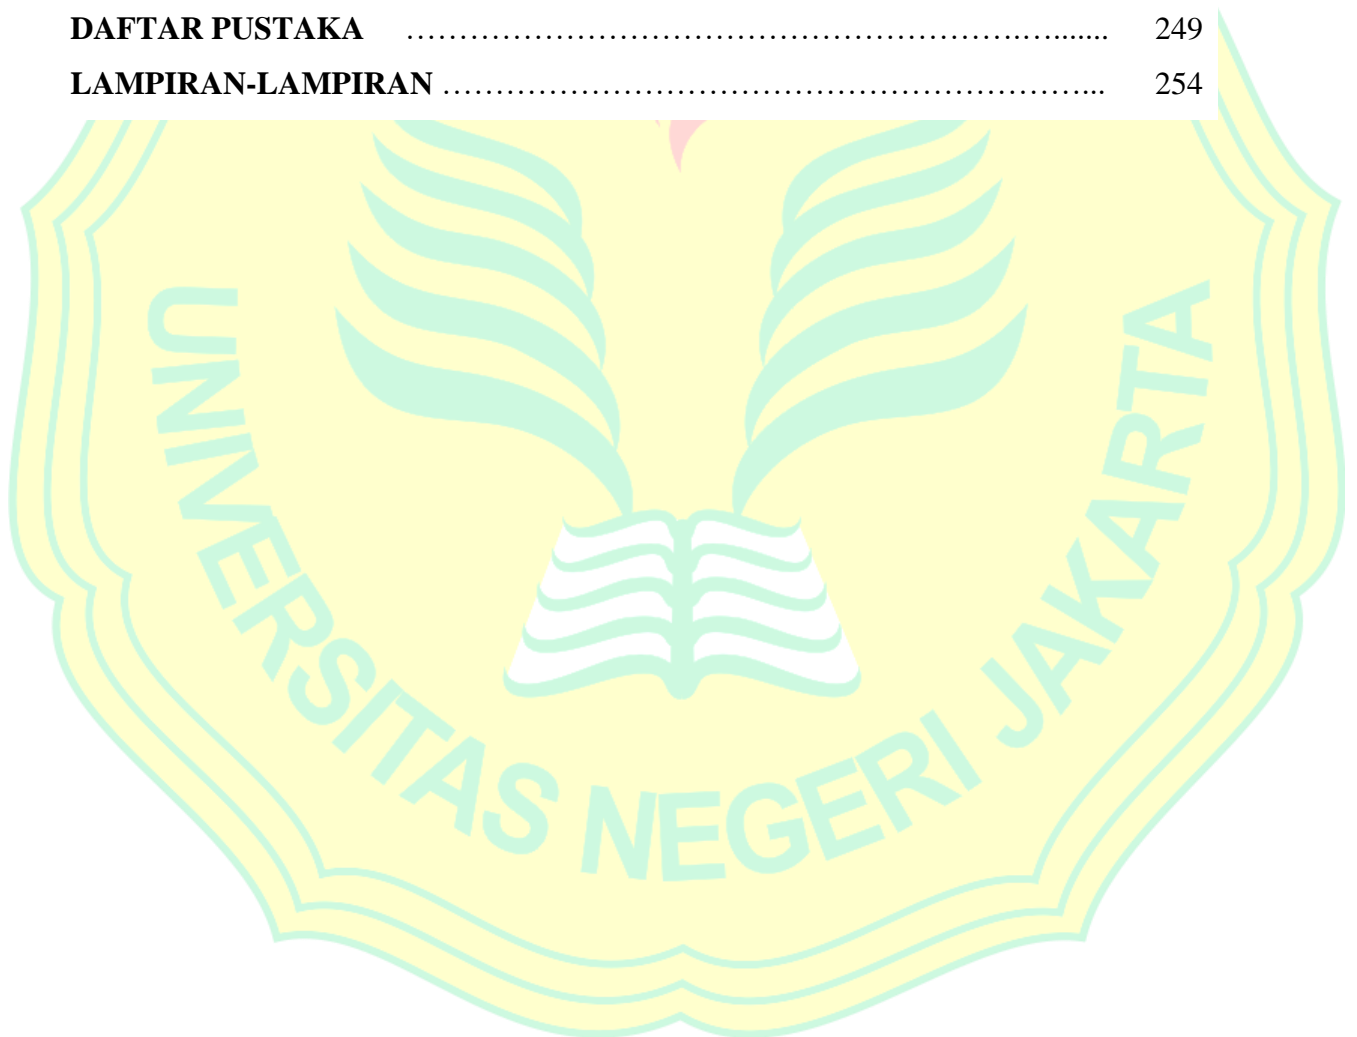 DAFTAR PUSTAKA ……………………………………………………….……....... 249
LAMPIRAN-LAMPIRAN ……………………………………………………... 254
UNIVERSITAS NEGERI JAKARTA